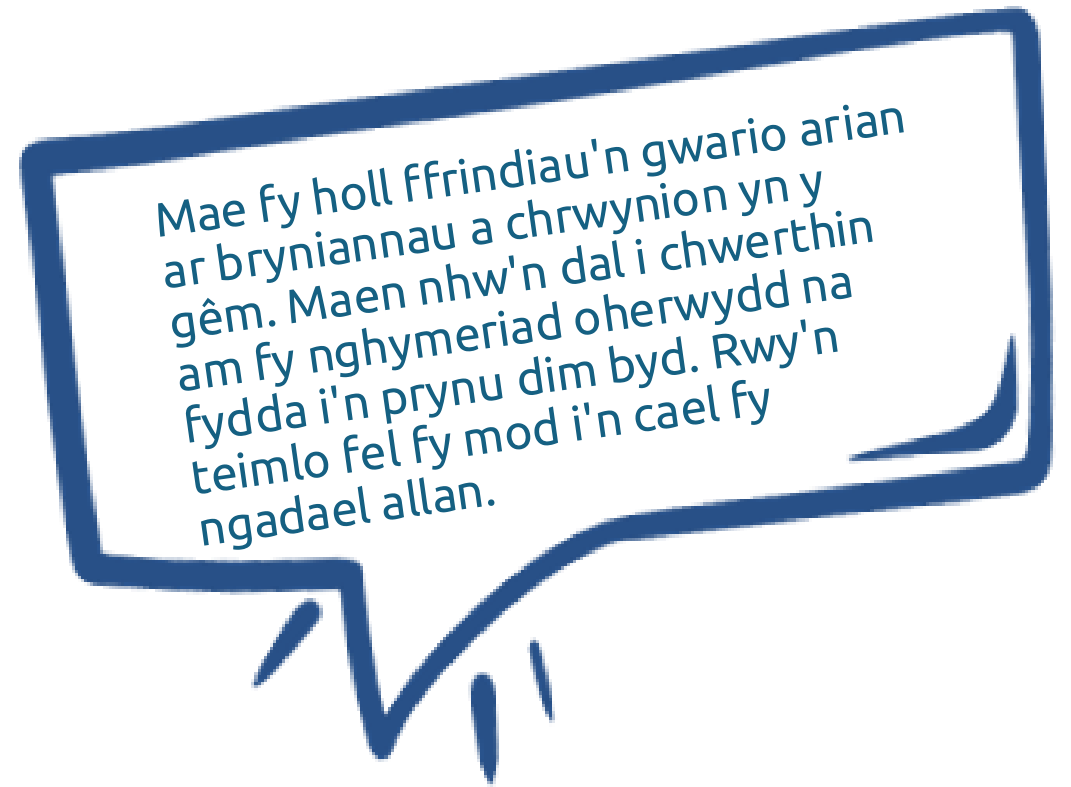 Mae fy holl ffrindiau'n gwario arian
ar bryniannau a chrwynion yn y
gêm. Maen nhw'n dal i chwerthin
am fy nghymeriad oherwydd na
fydda i'n prynu dim byd. Rwy'n
teimlo fel fy mod i'n cael fy
ngadael allan.